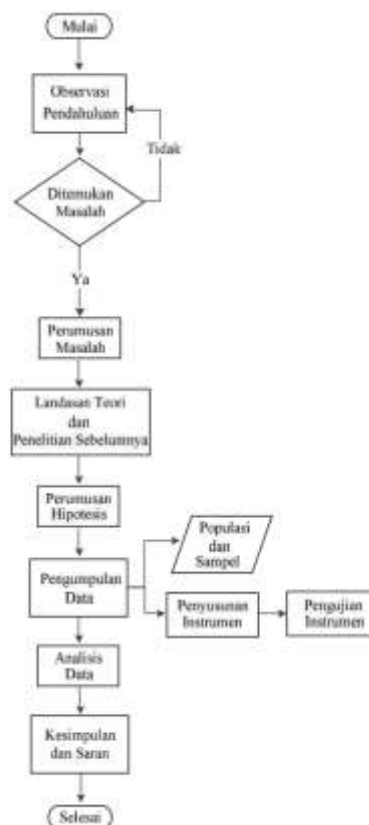 Mulai
Observasi
Pendahuluan
Tidak
Ditemukan
Masalah
Ya
Perumusan
Masalah
Landasan Teori
dan
Penelitian Sebelumnya
Perumusan
Hipotesis
Populasi
dan
Sampel
Pengumpulan
Data
Penyusunan
Instrumen
Pengujian
Instrumen
Analisis
Data
Kesimpulan
dan Saran
Selesai